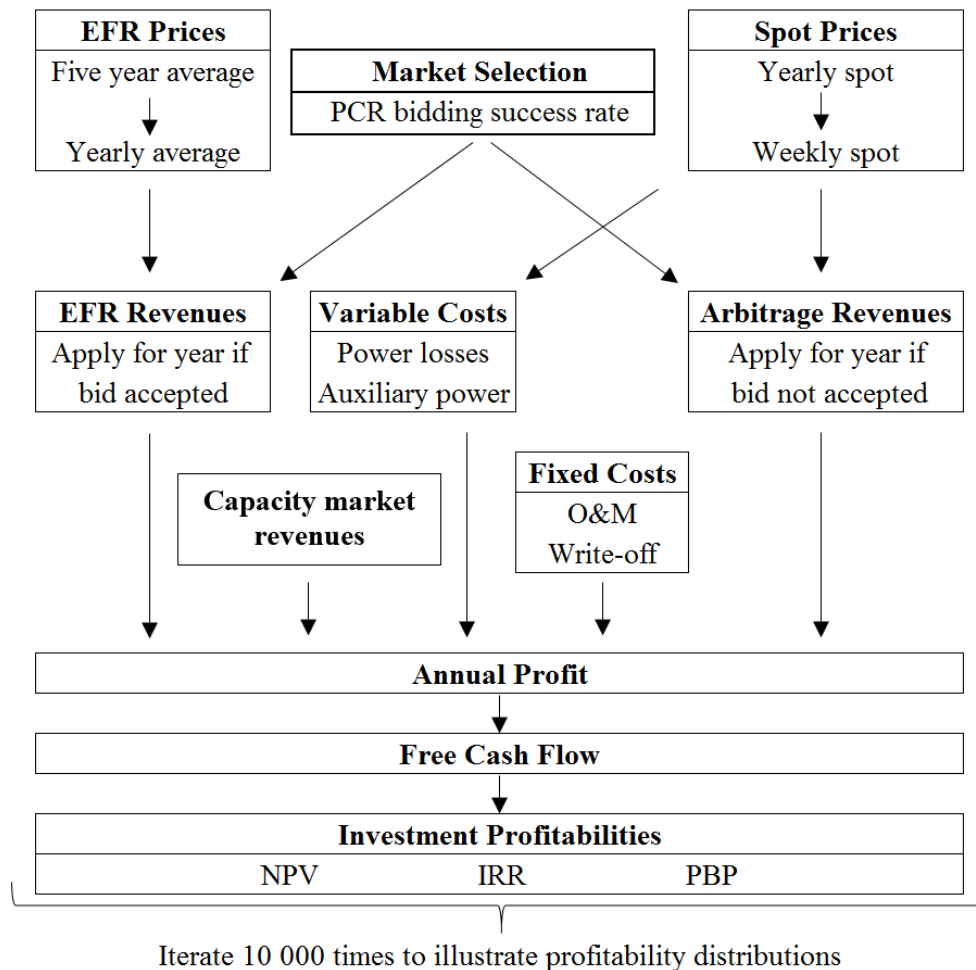 EFR Prices
Five year average
Yearly average
Market Selection
PCR bidding success rate
Spot Prices
Yearly spot
Weekly spot
EFR Revenues
Apply for year if
bid accepted
Variable Costs
Power losses
Auxiliary power
Arbitrage Revenues
Apply for year if
bid not accepted
Capacity market
revenues
Fixed Costs
O&M
Write-off
Annual Profit
Free Cash Flow
Investment Profitabilities
NPV IRR PBP
Iterate 10 000 times to illustrate profitability distributions